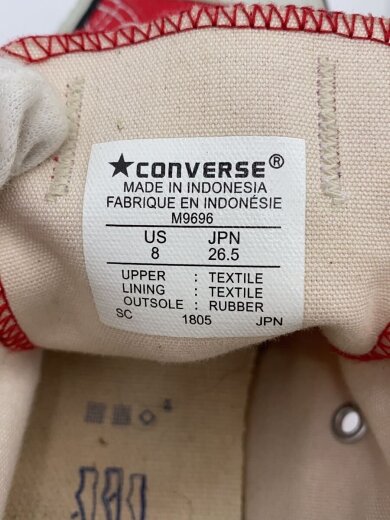 ★CONVERSE®
MADE IN INDONESIA
FABRIQUE EN INDONÉSIE
M9696
US JPN
8 26.5
UPPER : TEXTILE
LINING : TEXTILE
OUTSOLE : RUBBER
SC 1805 JPN